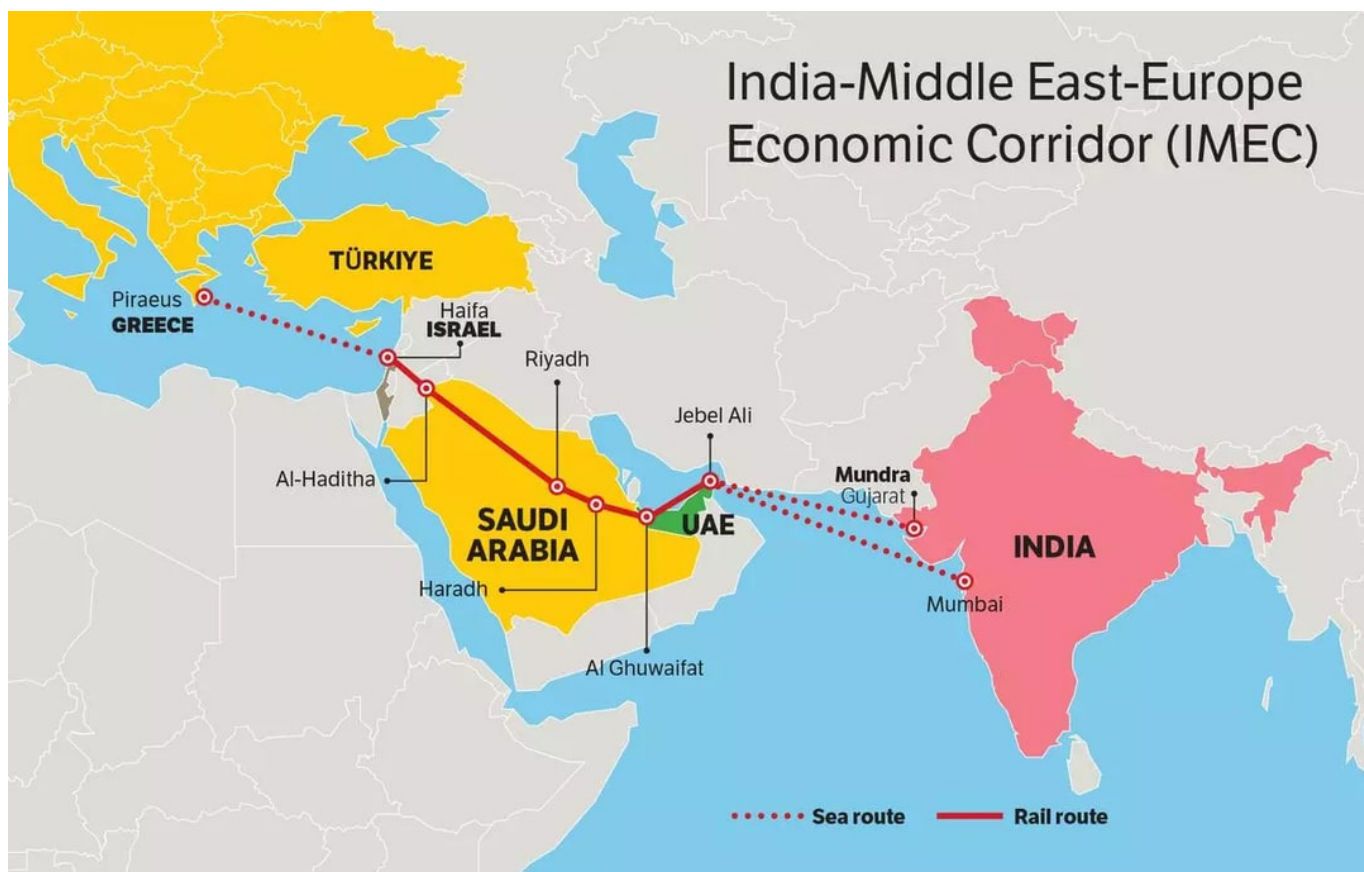 India-Middle East-Europe
Economic Corridor (IMEC)
TÜRKIYE
Piraeus
GREECE
Haifa
ISRAEL
Riyadh
Jebel Ali
Al-Haditha
Mundra
Gujarat
SAUDI
ARABIA
UAE
INDIA
Haradh
Mumbai
Al Ghuwaifat
Sea route
Rail route